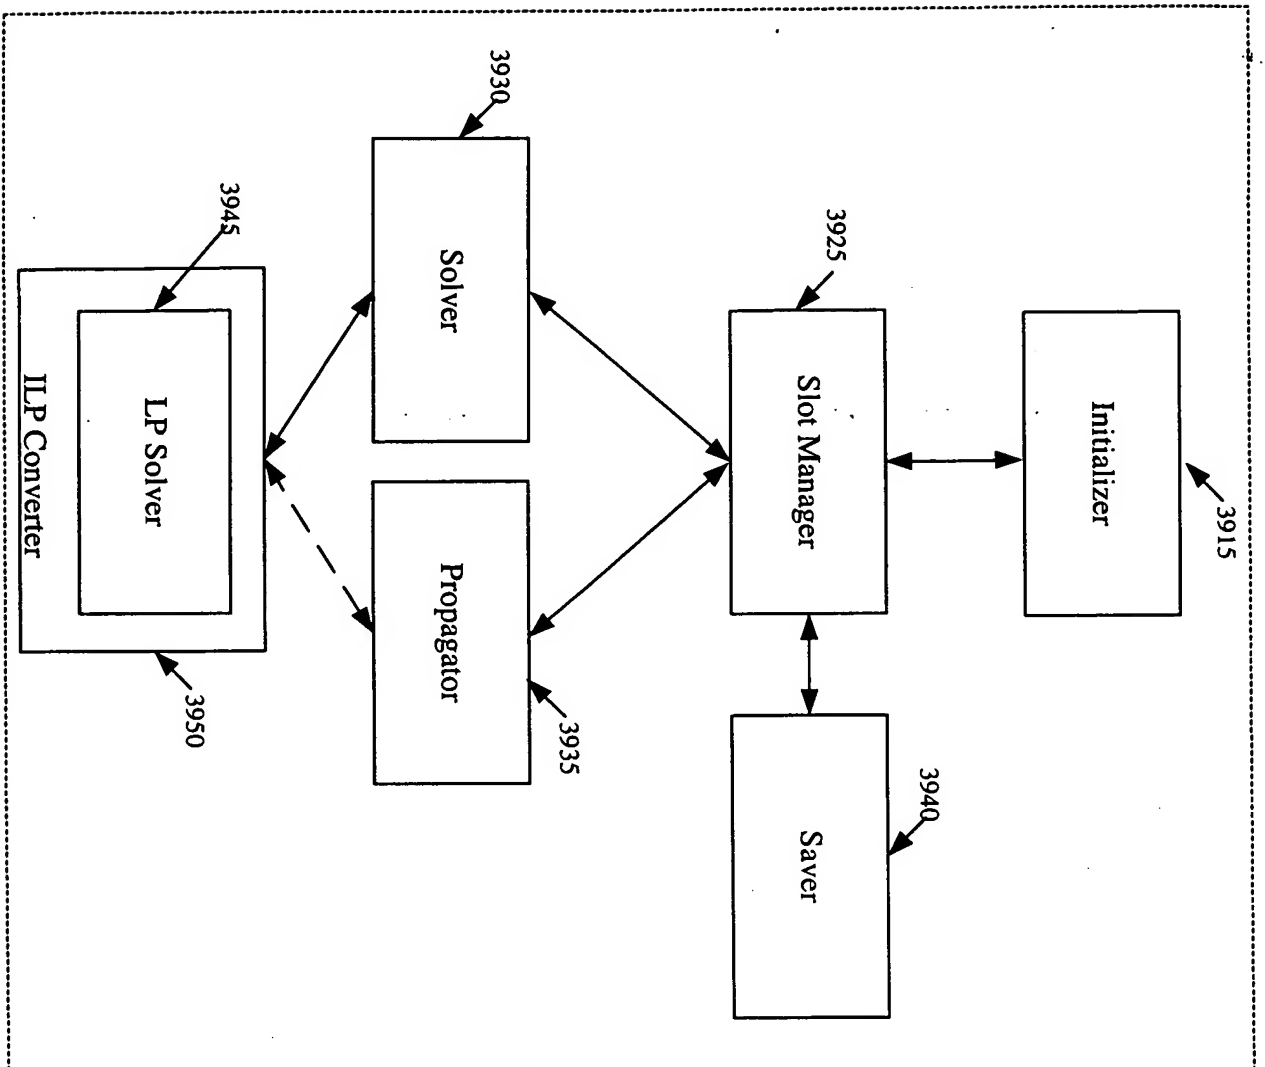 3915
Initializer
3925
Slot Manager
3940
Saver
3930
Solver
3935
Propagator
3945
LP Solver
ILP Converter
3950